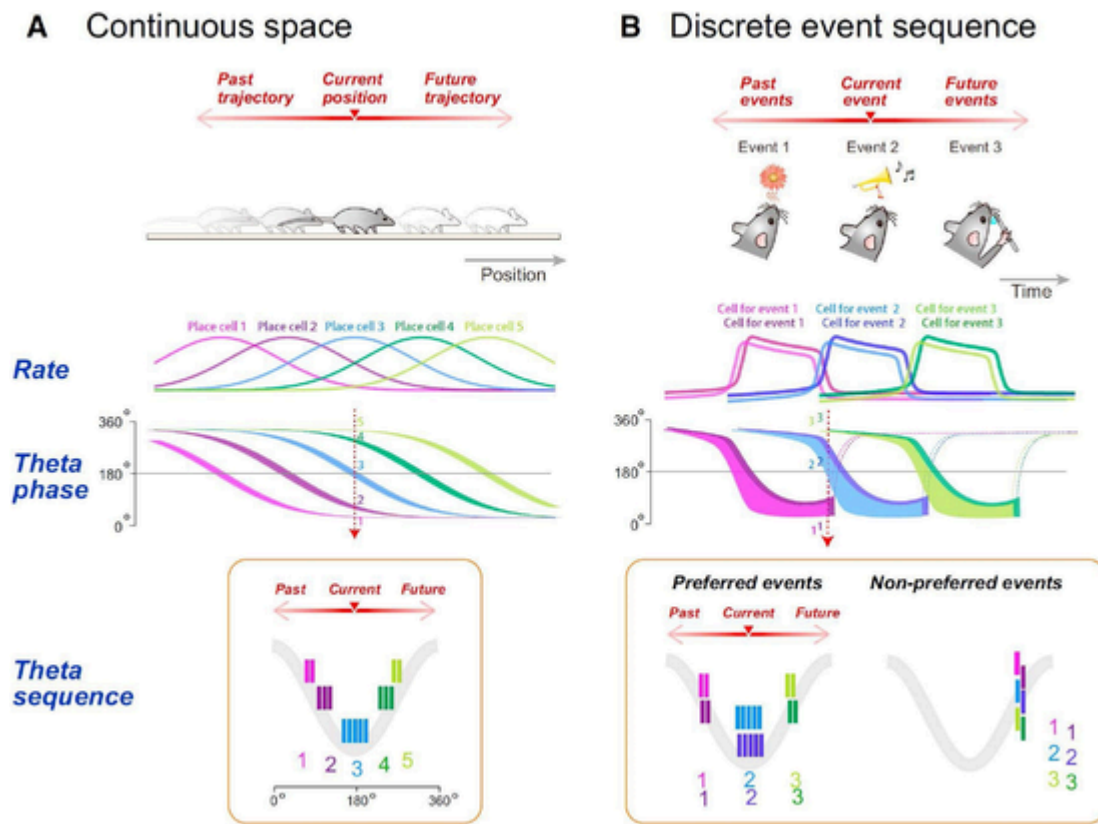 A Continuous space
Past trajectory
Current position
Future trajectory
Position
Place cell 1 Place cell 2 Place cell 3 Place cell 4 Place cell 5
Rate
360°
Theta phase
180°
0°
5
4
3
2
1
Past Current Future
Theta sequence
1 2 3 4 5
0° 180° 360°
B Discrete event sequence
Past events
Current event
Future events
Event 1 Event 2 Event 3
Time
Cell for event 1 Cell for event 2 Cell for event 3
Cell for event 1 Cell for event 2 Cell for event 3
360°
180°
0°
3 3
2 2
1 1
Preferred events Non-preferred events
Past Current Future
1 2 3
1 2 3
1 1
2 2
3 3